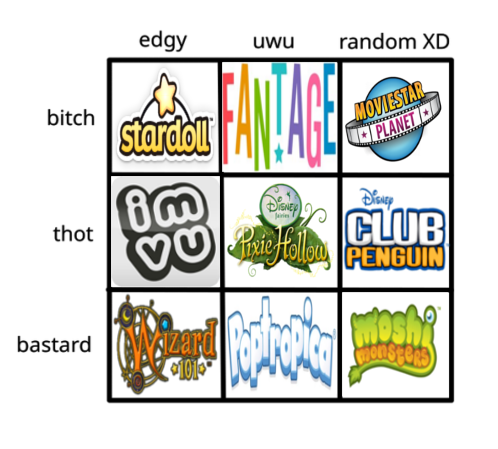 edgy uwu random XD
bitch
stardoll
FANTAGE
MOVIESTAR
PLANET
thot
imvu
Disney
fairies
Pixie Hollow
Disney
CLUB
PENGUIN
bastard
Wizard
101
Poptropica
moshi
monsters